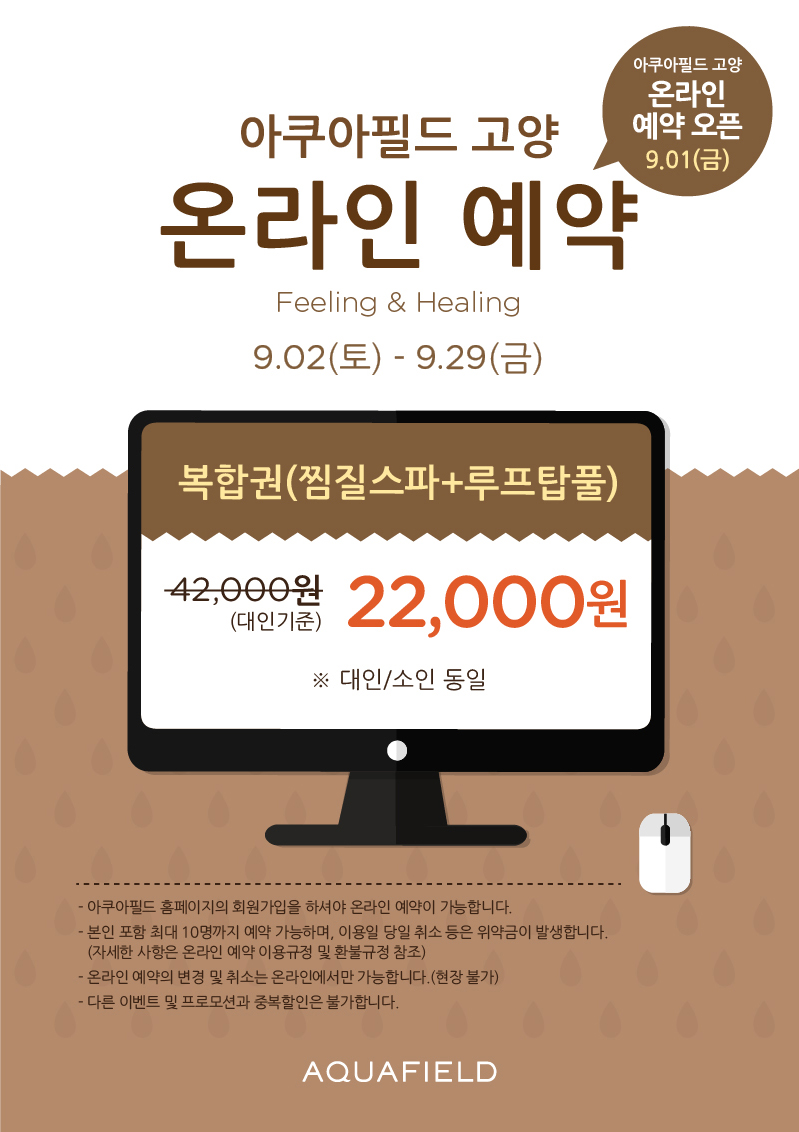 아쿠아필드 고양
온라인
예약 오픈
9.01(금)
아쿠아필드 고양
온라인 예약
Feeling & Healing
9.02(토) - 9.29(금)
복합권(찜질스파+루프탑풀)
42,000원
(대인기준)
22,000원
※ 대인/소인 동일
- 아쿠아필드 홈페이지의 회원가입을 하셔야 온라인 예약이 가능합니다.
- 본인 포함 최대 10명까지 예약 가능하며, 이용일 당일 취소 등은 위약금이 발생합니다.
(자세한 사항은 온라인 예약 이용규정 및 환불규정 참조)
- 온라인 예약의 변경 및 취소는 온라인에서만 가능합니다.(현장 불가)
- 다른 이벤트 및 프로모션과 중복할인은 불가합니다.
AQUAFIELD